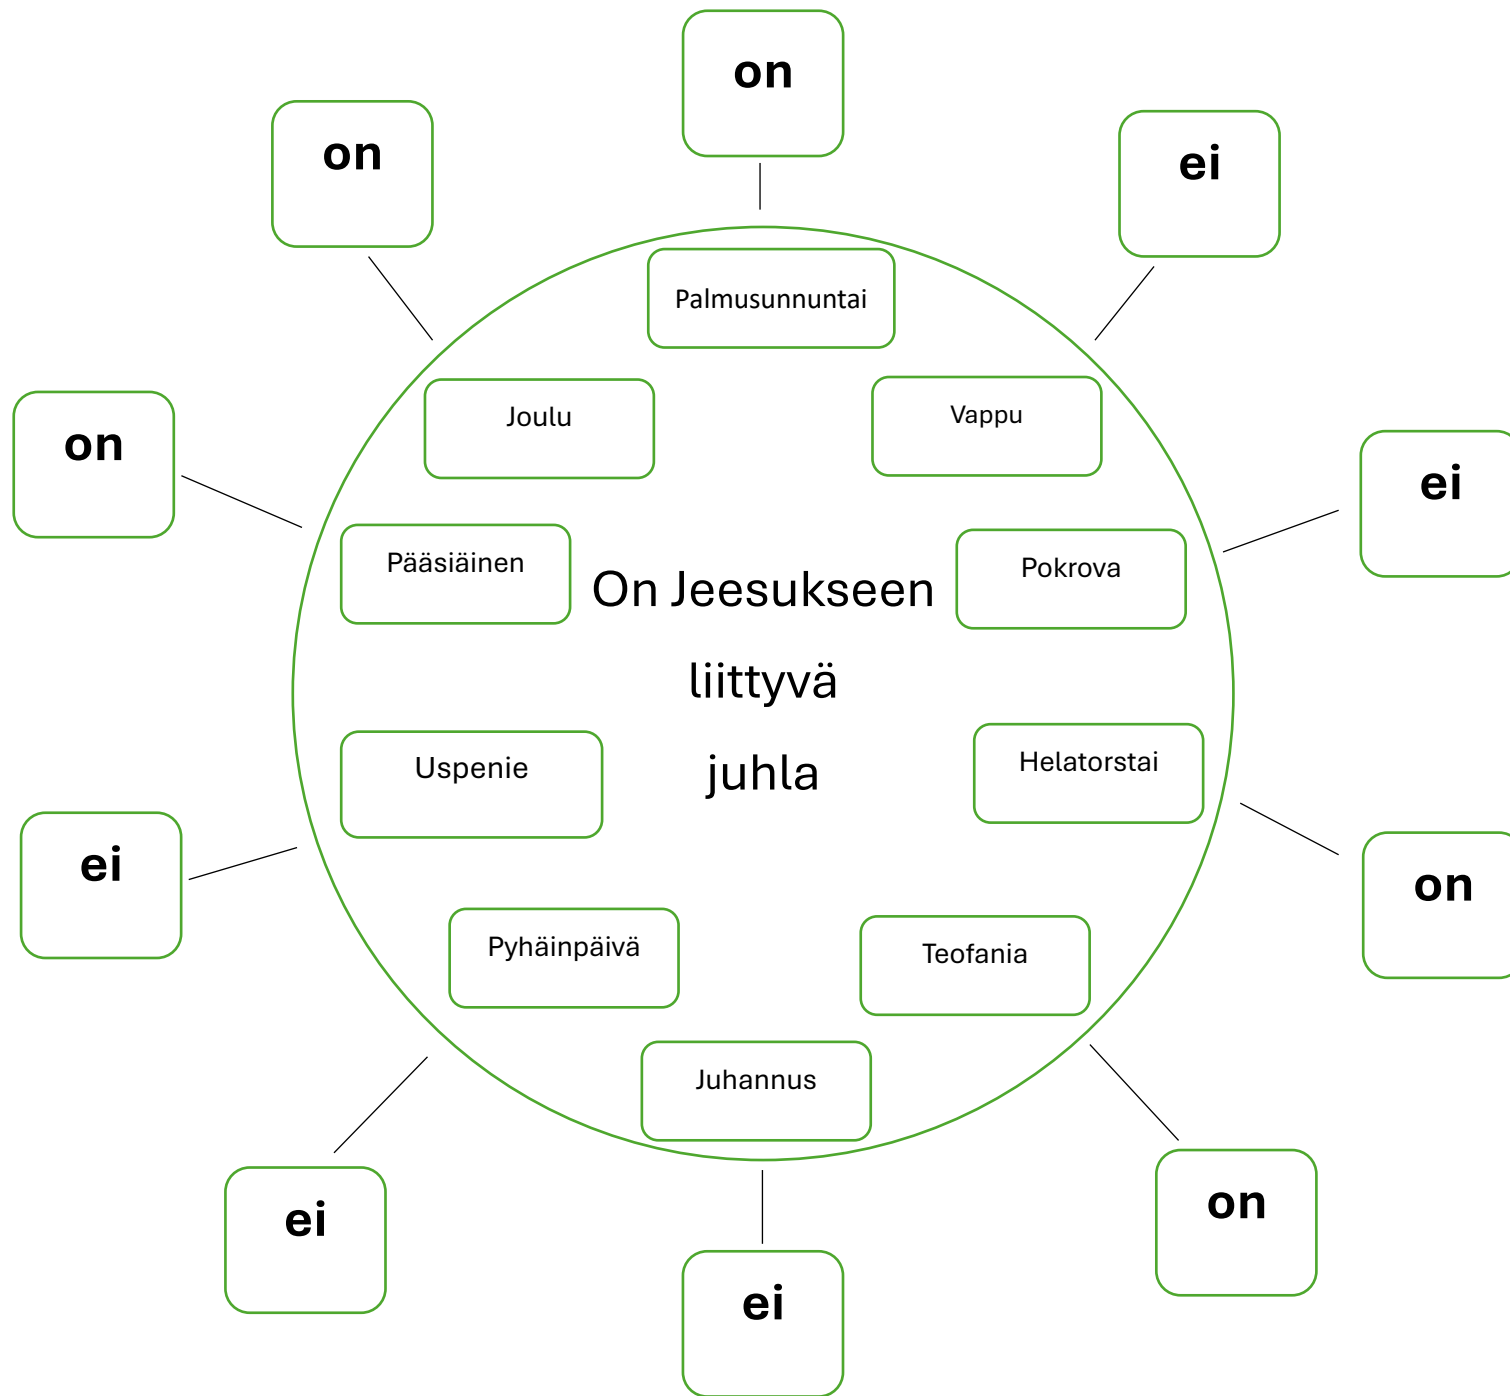 on
on
ei
Palmusunnuntai
Joulu
Vappu
on
ei
Pääsiäinen
On Jeesukseen
Pokrova
liittyvä
Uspenie
juhla
Helatorstai
ei
on
Pyhäinpäivä
Teofania
Juhannus
ei
on
ei